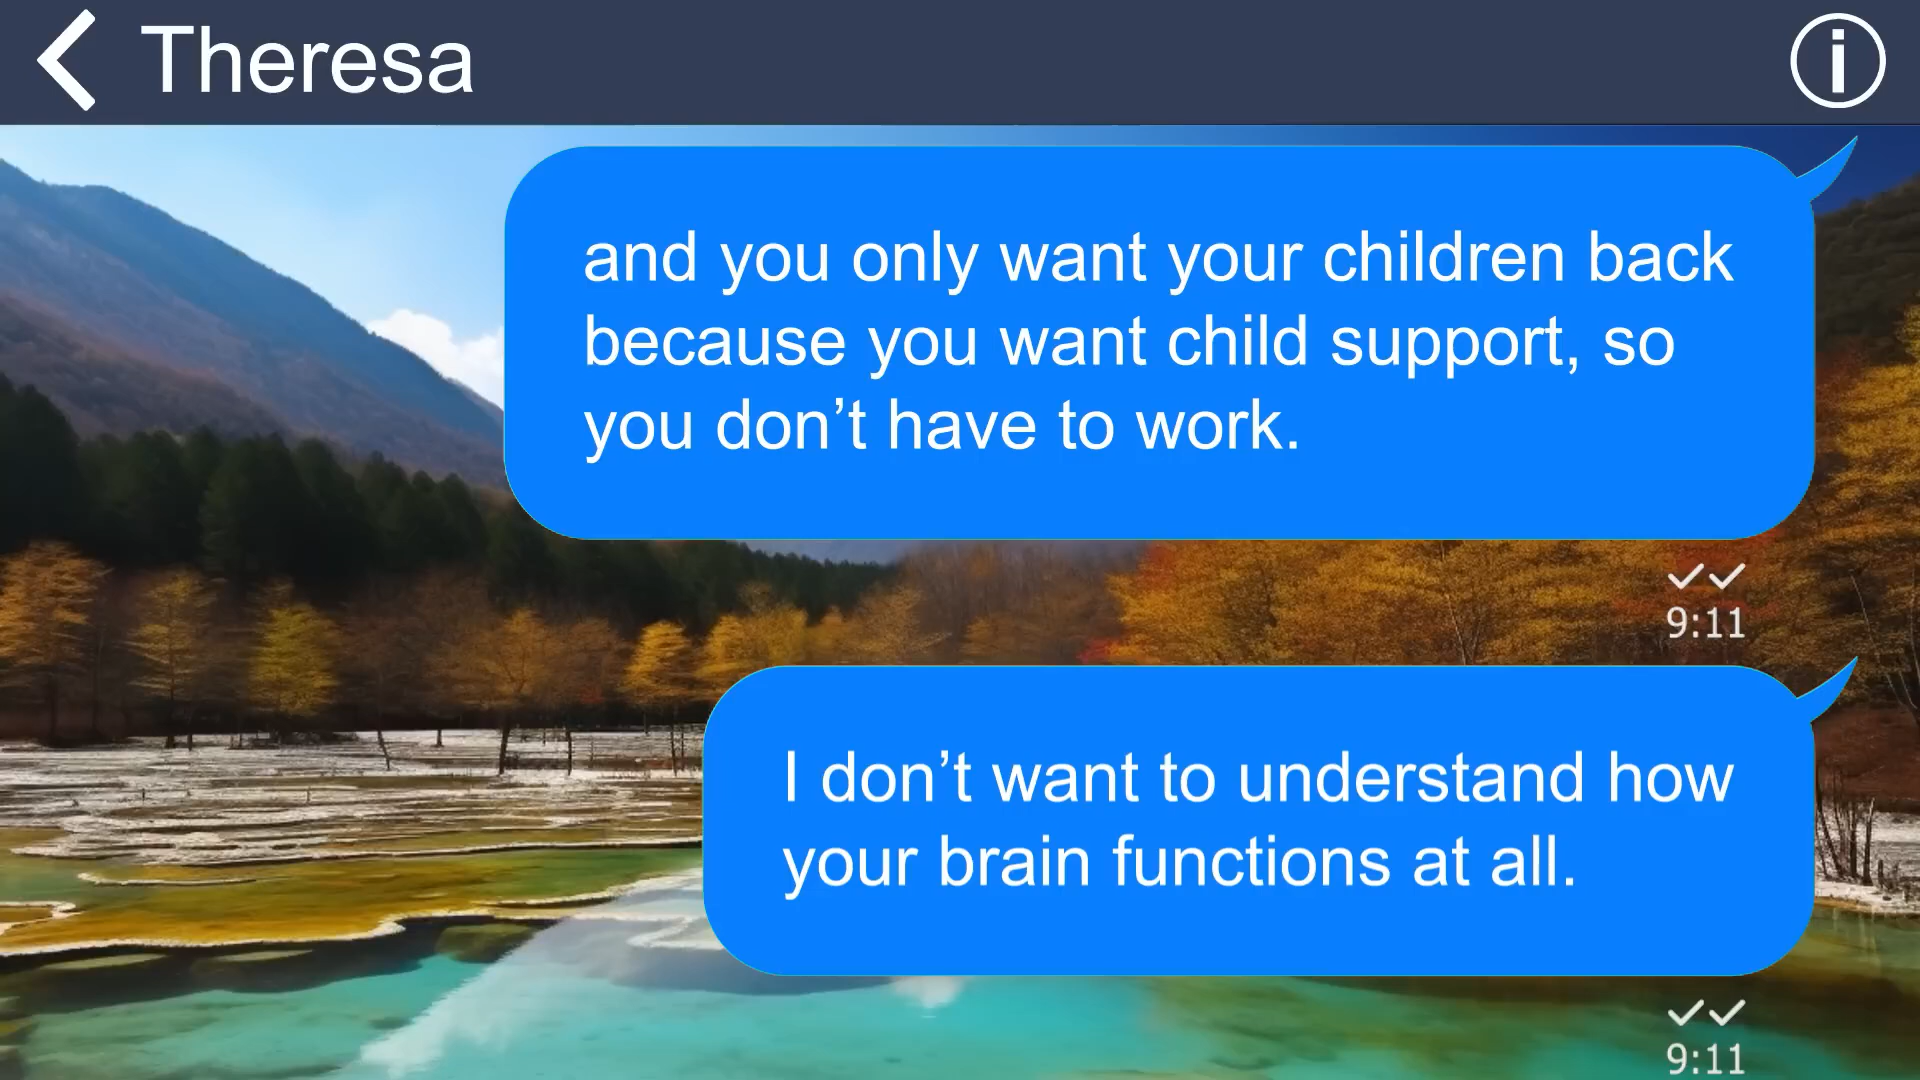 Theresa
and you only want your children back
because you want child support, so
you don’t have to work.
9:11
I don’t want to understand how
your brain functions at all.
9:11